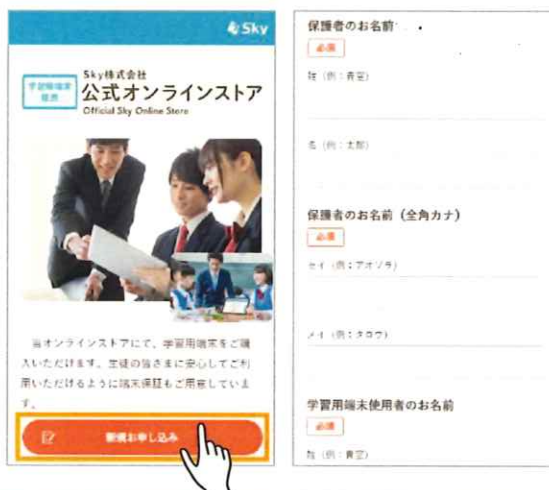 Sky
Sky株式会社
学習用端末
販売
公式オンラインストア
Official Sky Online Store
当オンラインストアにて、学習用端末をご購
入いただけます。生徒の皆さまに安心してご利
用いただけるように端末保証もご用意していま
す。
新規お申し込み
保護者のお名前
必須
姓（例：青空）
名（例：太郎）
保護者のお名前（全角カナ）
必須
セイ（例：アオゾラ）
メイ（例：タロウ）
学習用端末使用者のお名前
必須
姓（例：青空）